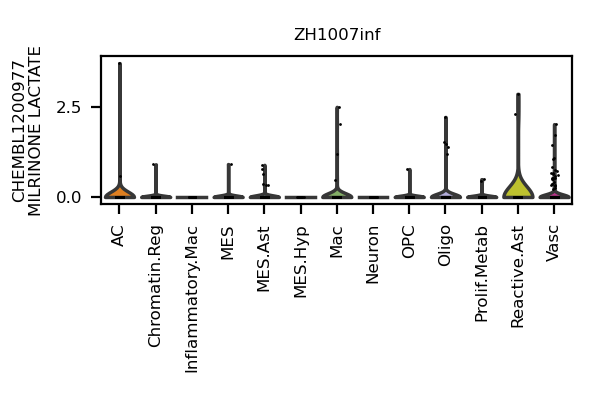 ZH1007inf
CHEMBL1200977
MILRINONE LACTATE
2.5
0.0
AC
Chromatin.Reg
Inflammatory.Mac
MES
MES.Ast
MES.Hyp
Mac
Neuron
OPC
Oligo
Prolif.Metab
Reactive.Ast
Vasc